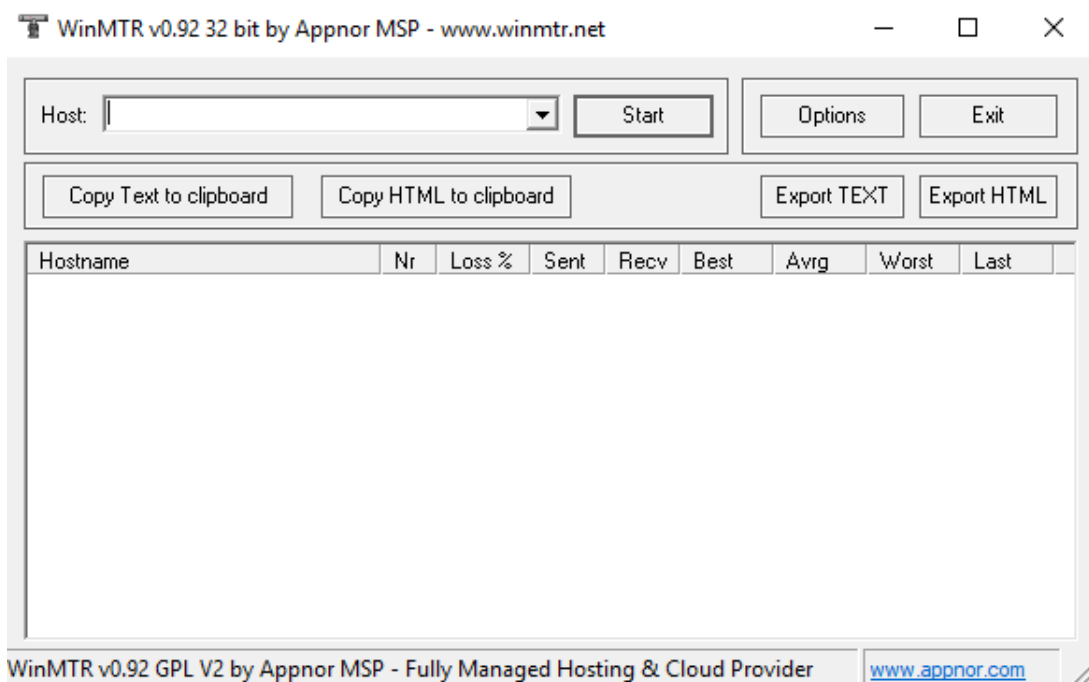 WinMTR v0.92 32 bit by Appnor MSP - www.winmtr.net
Host: Start Options Exit
Copy Text to clipboard Copy HTML to clipboard Export TEXT Export HTML
Hostname Nr Loss % Sent Recv Best Avrg Worst Last
WinMTR v0.92 GPL V2 by Appnor MSP - Fully Managed Hosting & Cloud Provider www.appnor.com